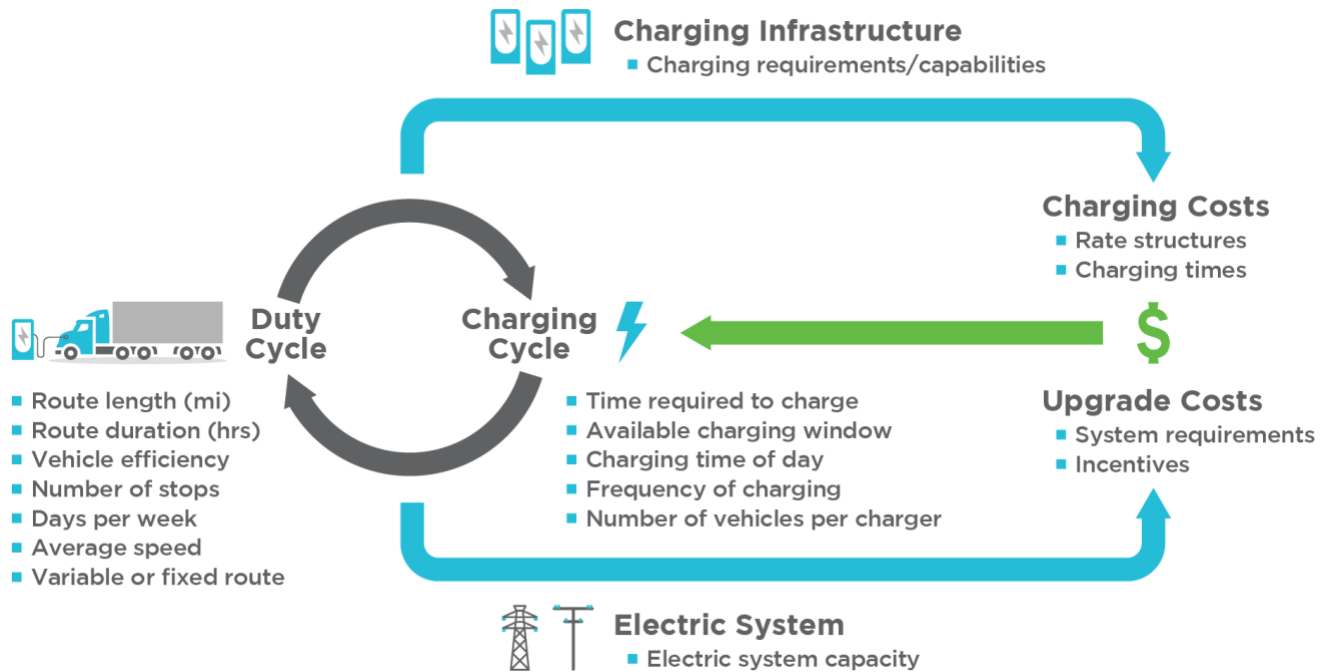 Charging Infrastructure
Charging requirements/capabilities
Charging Costs
Rate structures
Charging times
Duty
Cycle
Charging
Cycle
$
Route length (mi)
Route duration (hrs)
Vehicle efficiency
Number of stops
Days per week
Average speed
Variable or fixed route
Time required to charge
Available charging window
Charging time of day
Frequency of charging
Number of vehicles per charger
Upgrade Costs
System requirements
Incentives
Electric System
Electric system capacity